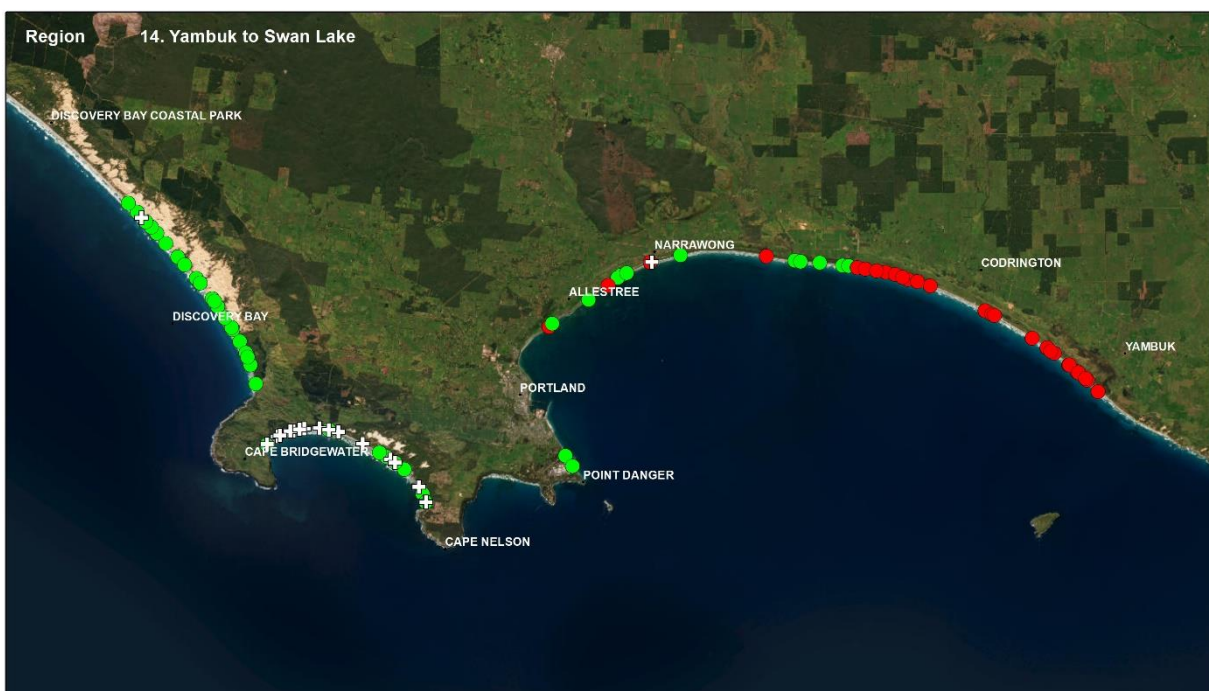 Region 14. Yambuk to Swan Lake
DISCOVERY BAY COASTAL PARK
NARRAWONG
CODRINGTON
ALLESTREE
DISCOVERY BAY
YAMBUK
PORTLAND
CAPE BRIDGEWATER
POINT DANGER
CAPE NELSON